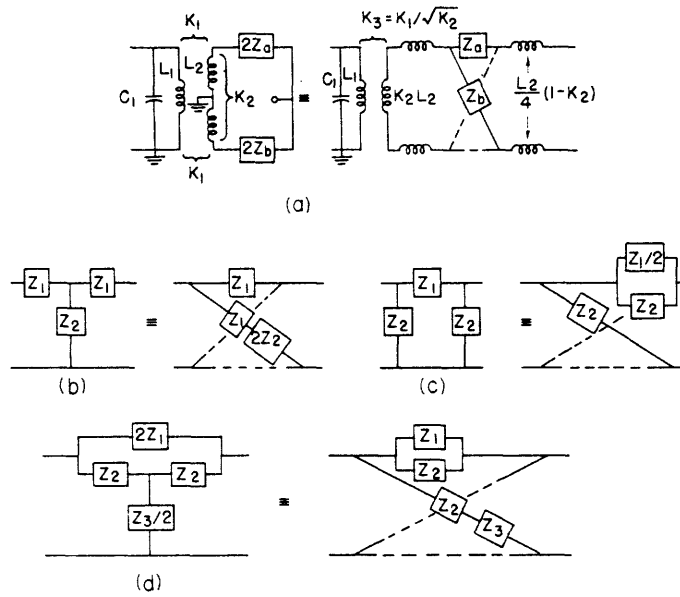 K₁
K₃ = K₁/√K₂
2Za
Za
L₁
L₂
C₁
K₂
≡
C₁
L₁
K₂L₂
Zb
L2/4 (1-K₂)
2Zb
K₁
(a)
Z₁
Z₁
Z₂
≡
Z₁
Z₁
2Z₂
(b)
Z₁
Z₂
Z₂
≡
Z₁/2
Z₂
Z₂
(c)
2Z₁
Z₂
Z₂
Z₃/2
≡
Z₁
Z₂
Z₂
Z₃
(d)